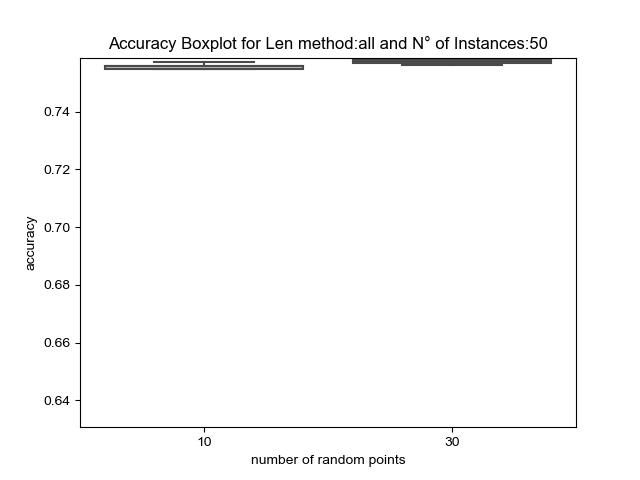 Accuracy Boxplot for Len method:all and N° of Instances:50
accuracy
0.74
0.72
0.70
0.68
0.66
0.64
10
30
number of random points